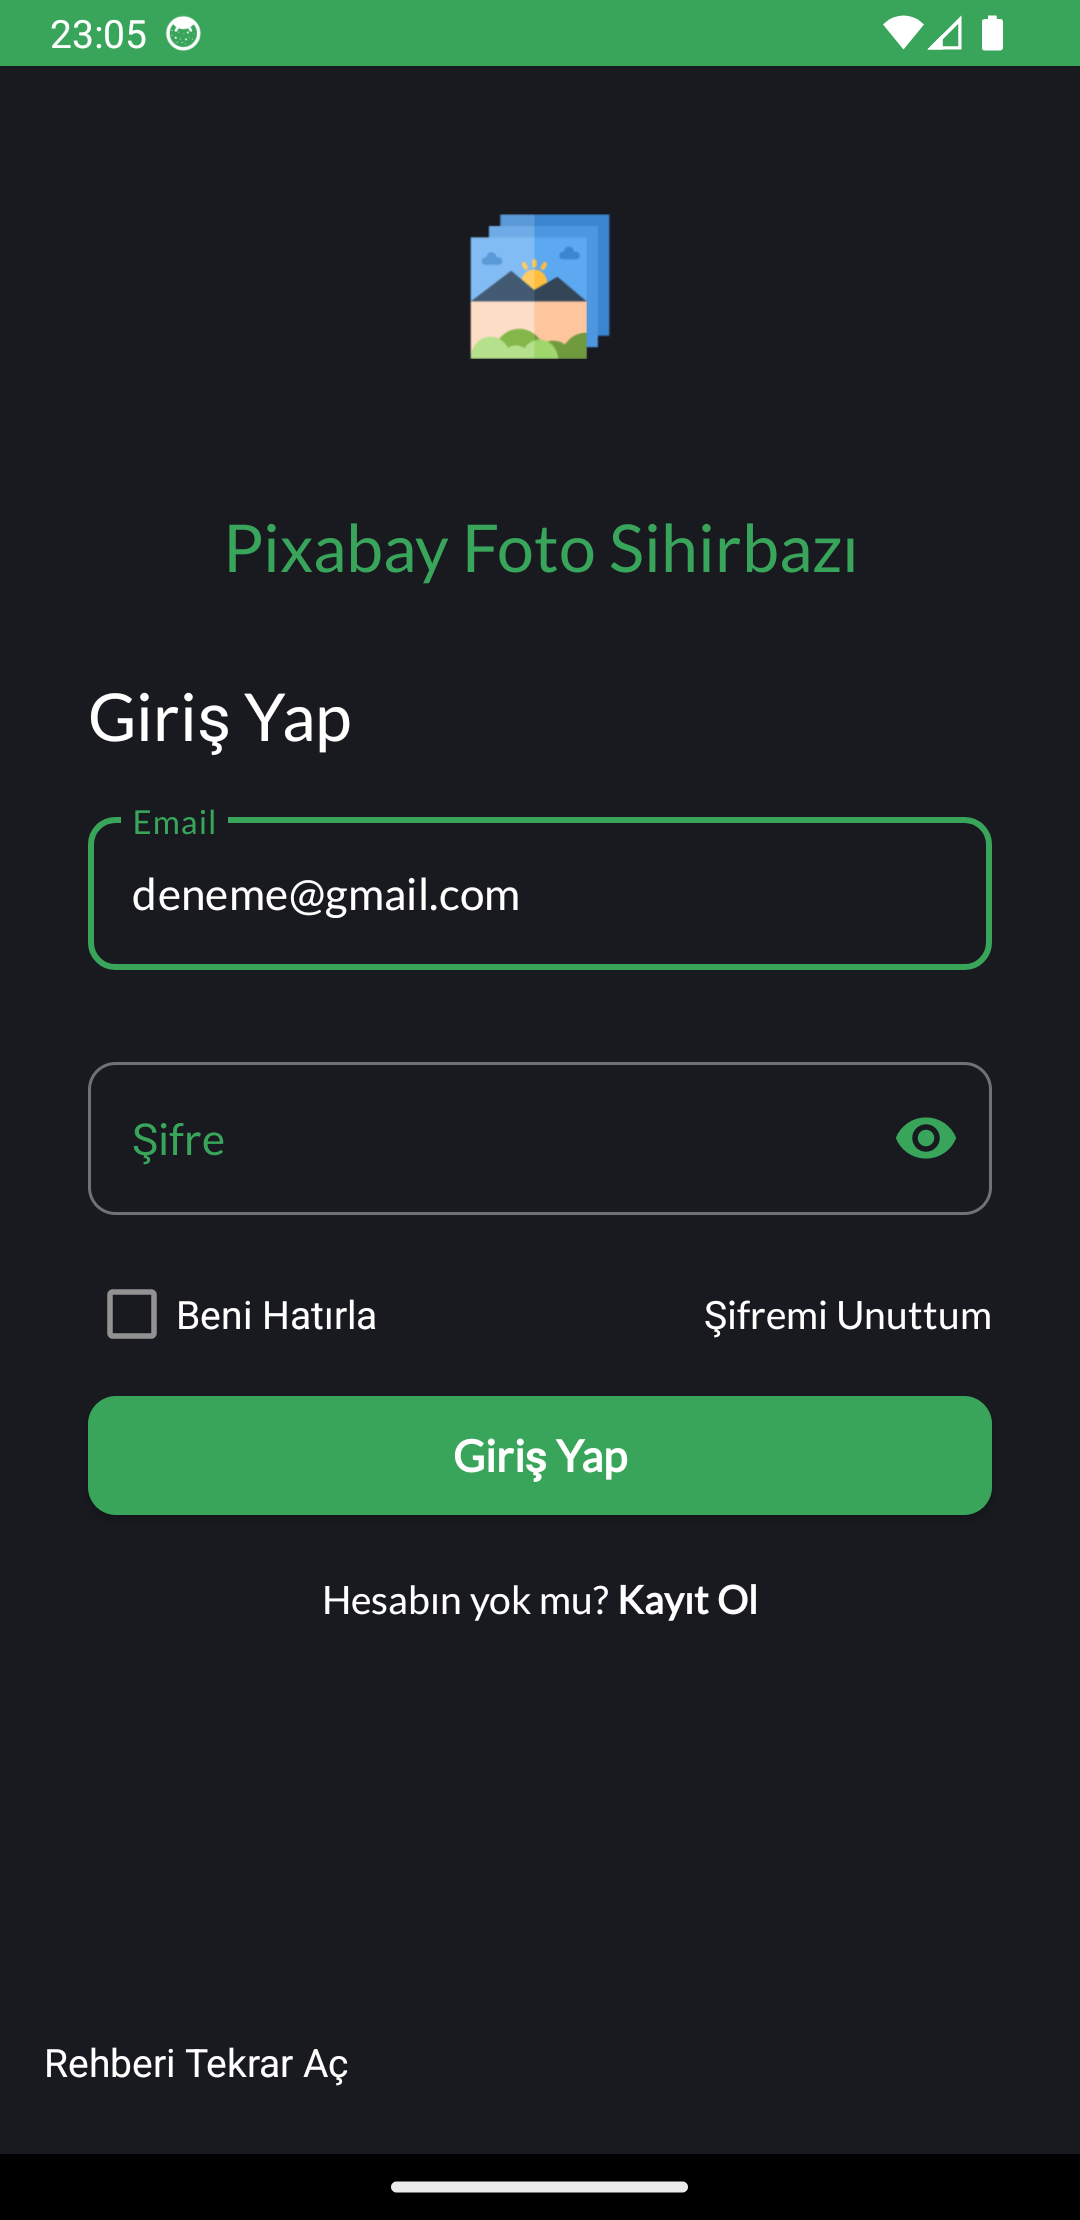 23:05
Pixabay Foto Sihirbazı
Giriş Yap
Email
deneme@gmail.com
Şifre
Beni Hatırla
Şifremi Unuttum
Giriş Yap
Hesabın yok mu? Kayıt Ol
Rehberi Tekrar Aç